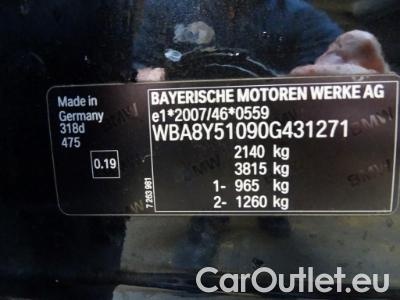 BAYERISCHE MOTOREN WERKE AG
e1*2007/46*0559
WBA8Y51090G431271
2140 kg
3815 kg
1- 965 kg
2- 1260 kg
Made in
Germany
318d
475
0.19
7 263 981
BMW
CarOutlet.eu